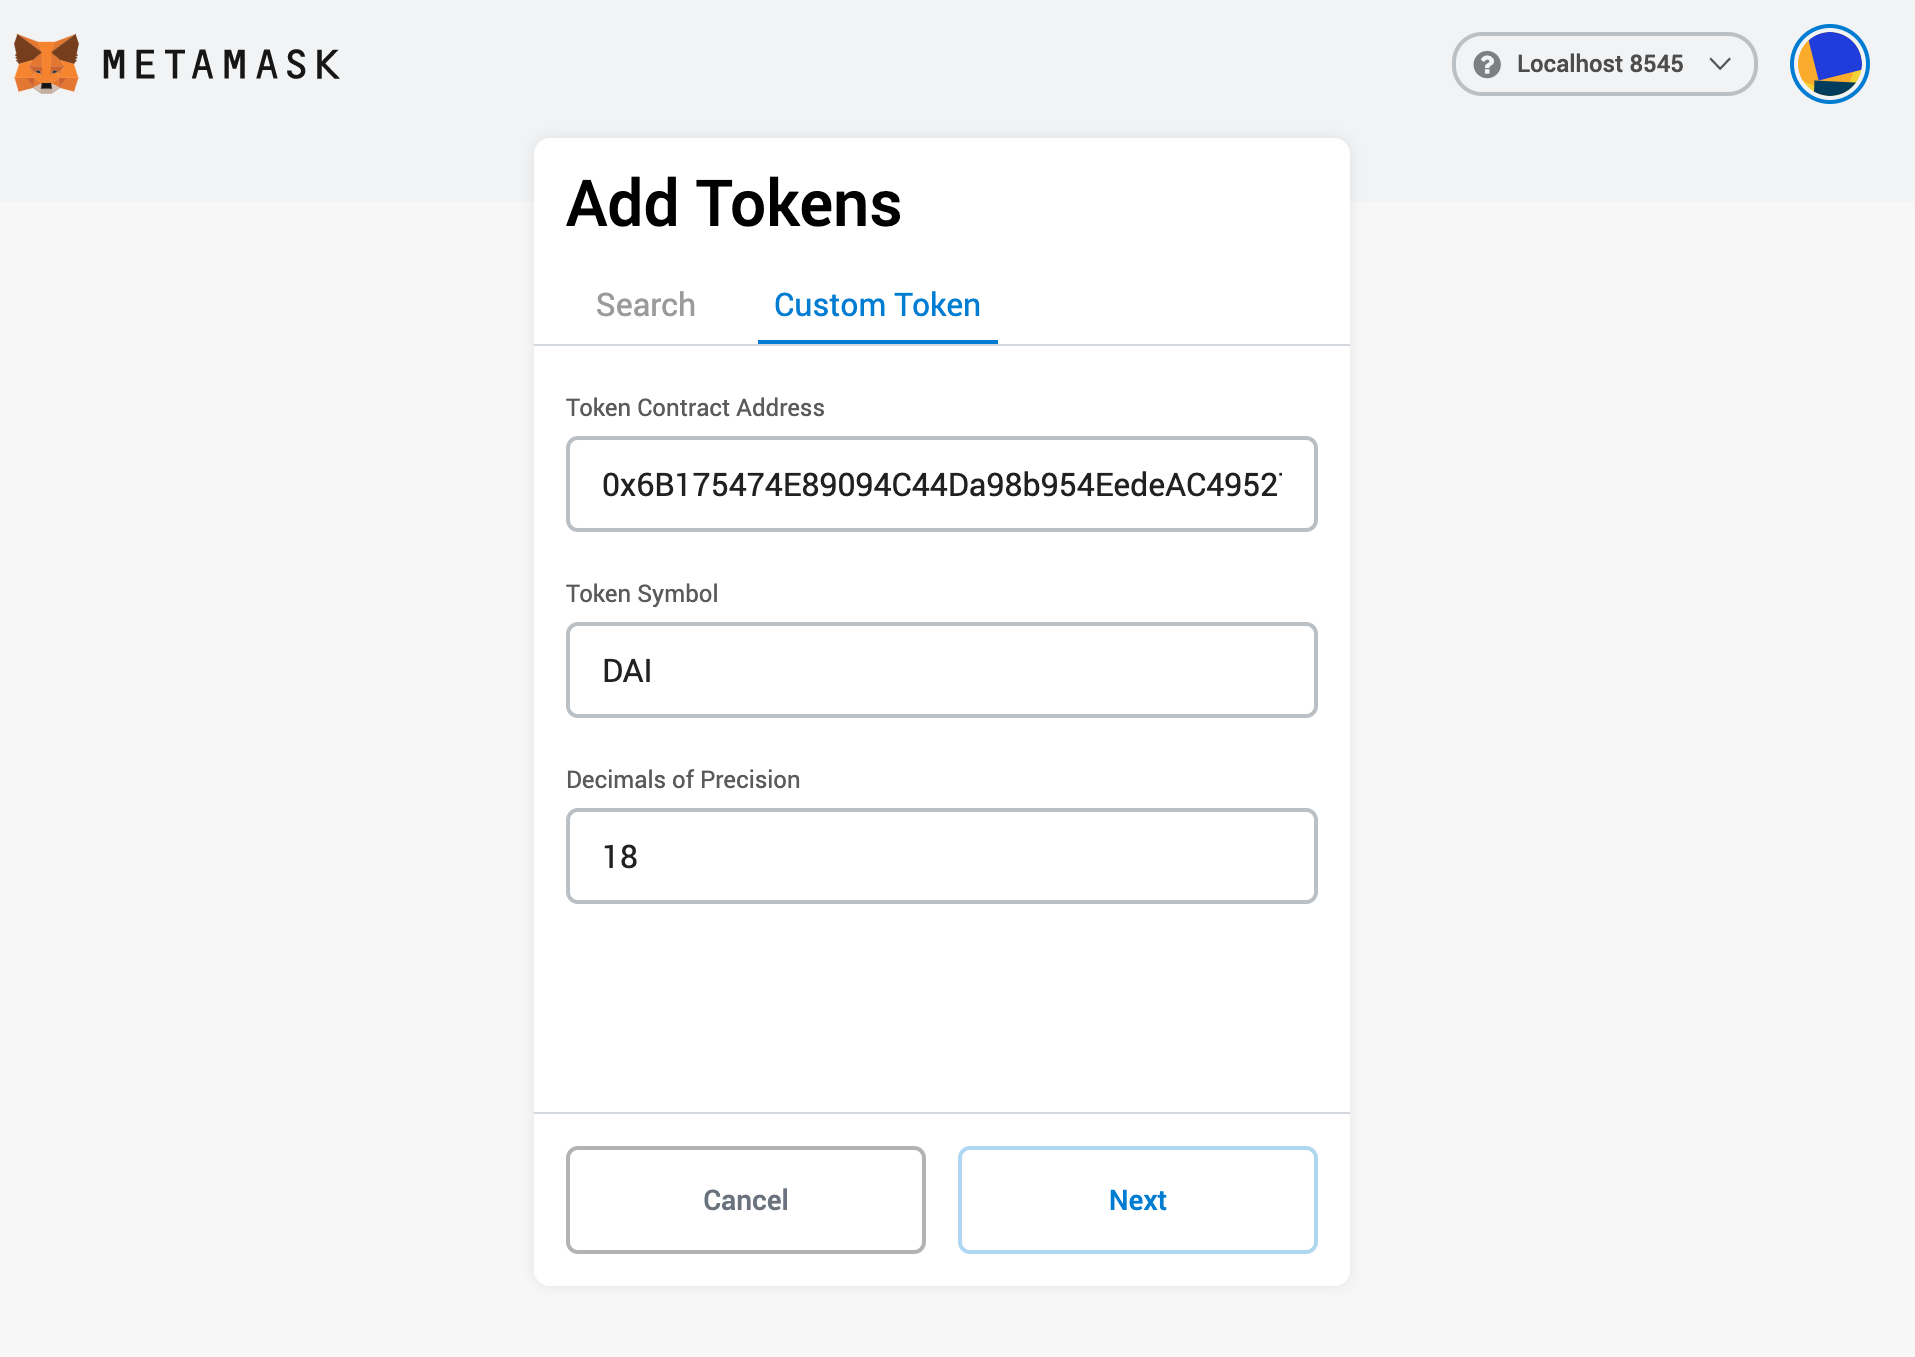 METAMASK
Localhost 8545
Add Tokens
Search Custom Token
Token Contract Address
0x6B175474E89094C44Da98b954EedeAC4952
Token Symbol
DAI
Decimals of Precision
18
Cancel Next